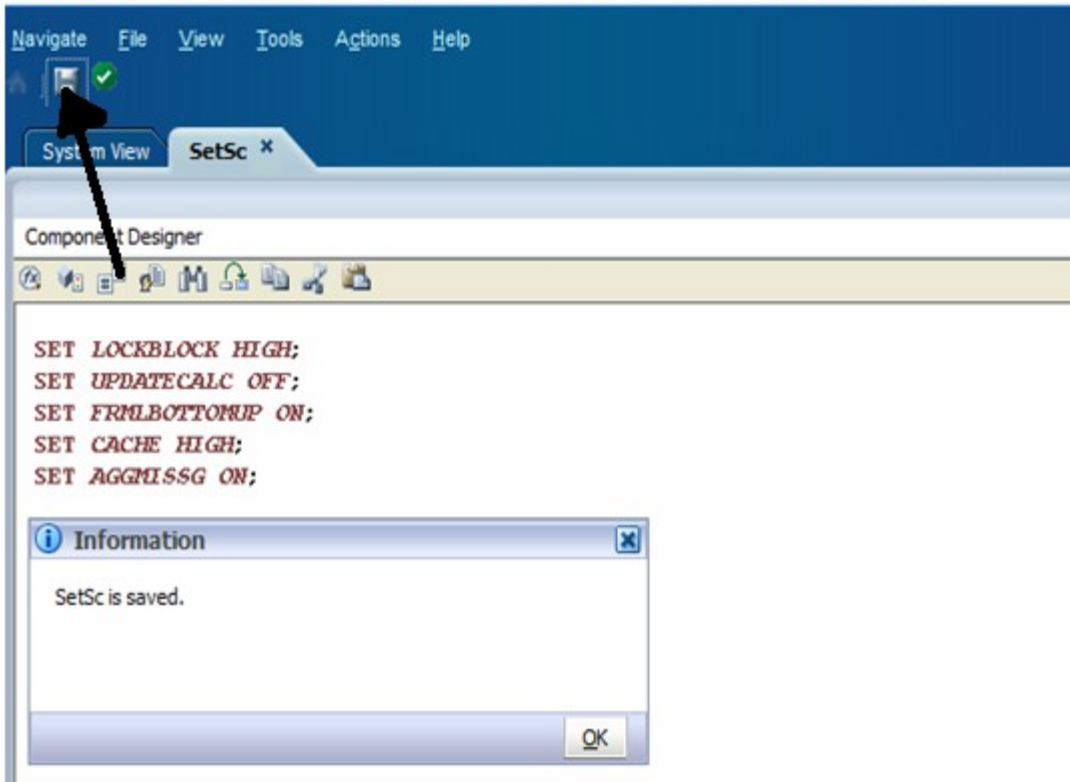 Navigate File View Tools Actions Help
System View SetSc
Component Designer
SET LOCKBLOCK HIGH;
SET UPDATECALC OFF;
SET FRMLBOTTOMUP ON;
SET CACHE HIGH;
SET AGGMISSG ON;
Information
SetSc is saved.
OK